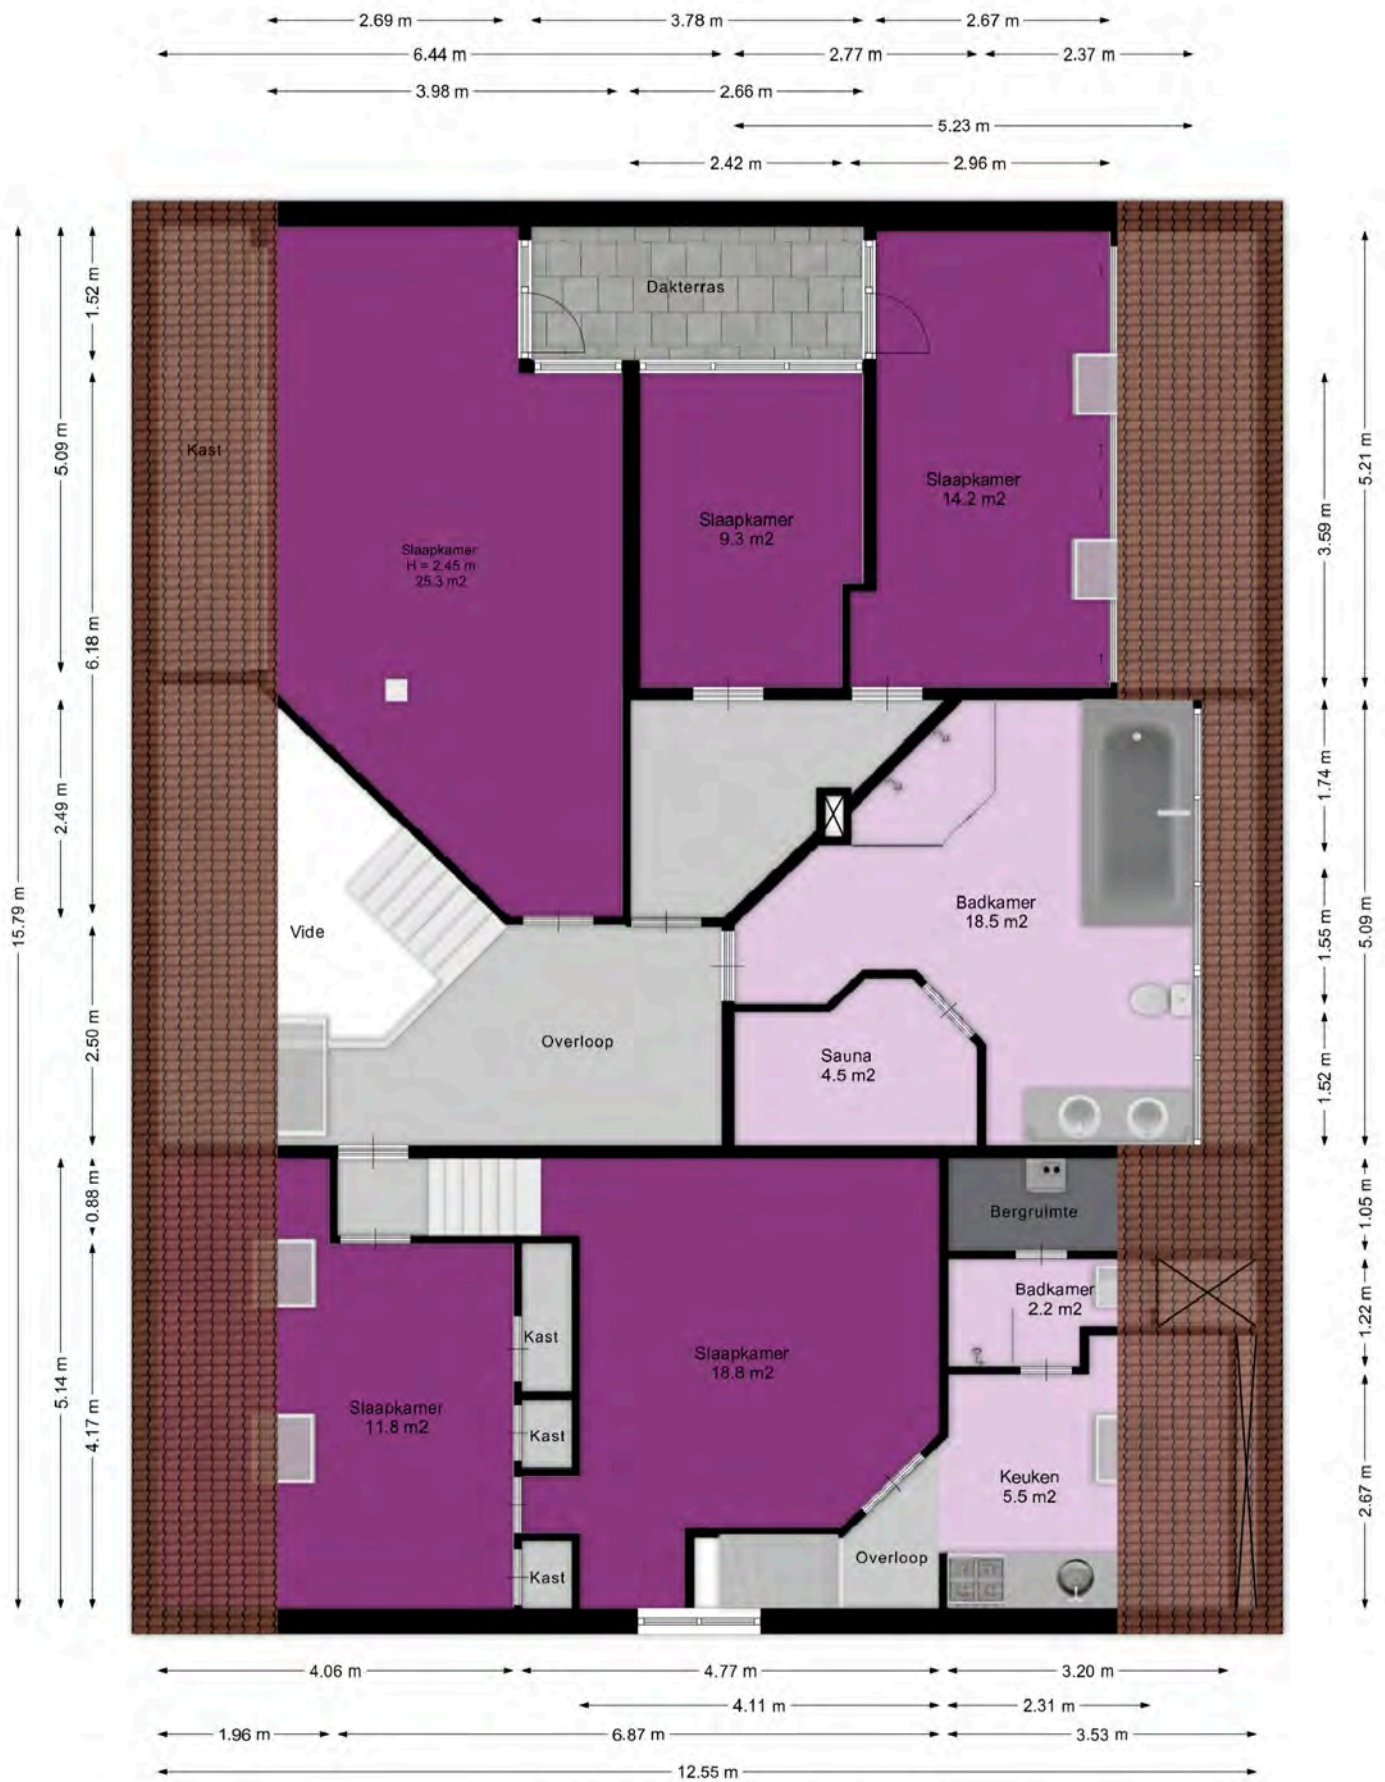 2.69 m
3.78 m
2.67 m
6.44 m
2.77 m
2.37 m
3.98 m
2.66 m
5.23 m
2.42 m
2.96 m
15.79 m
5.09 m
2.49 m
5.14 m
1.52 m
6.18 m
2.50 m
0.88 m
4.17 m
Dakterras
Kast
Slaapkamer
H = 2.45 m
25.3 m2
Slaapkamer
9.3 m2
Slaapkamer
14.2 m2
Vide
Badkamer
18.5 m2
Overloop
Sauna
4.5 m2
Bergruimte
Badkamer
2.2 m2
Kast
Slaapkamer
18.8 m2
Slaapkamer
11.8 m2
Kast
Keuken
5.5 m2
Overloop
Kast
3.59 m
1.74 m
1.55 m
1.52 m
5.21 m
5.09 m
1.05 m
1.22 m
2.67 m
4.06 m
4.77 m
3.20 m
4.11 m
2.31 m
1.96 m
6.87 m
3.53 m
12.55 m